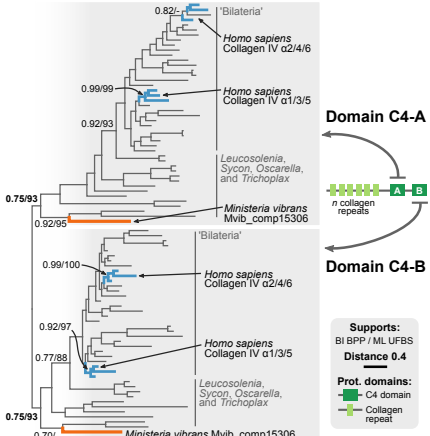 0.82/-
'Bilateria'
Homo sapiens
Collagen IV α2/4/6
0.99/99
Homo sapiens
Collagen IV α1/3/5
0.92/93
Domain C4-A
Leucosolenia,
Sycon, Oscarella,
and Trichoplax
A
B
n collagen
repeats
0.75/93
Ministeria vibrans
Mvib_comp15306
0.92/95
'Bilateria'
Domain C4-B
0.99/100
Homo sapiens
Collagen IV α2/4/6
0.92/97
Homo sapiens
Collagen IV α1/3/5
0.77/88
Leucosolenia,
Sycon, Oscarella,
and Trichoplax
0.75/93
0.70/
Ministeria vibrans Mvib_comp15306
Supports:
BI BPP / ML UFBS
Distance 0.4
Prot. domains:
C4 domain
Collagen
repeat